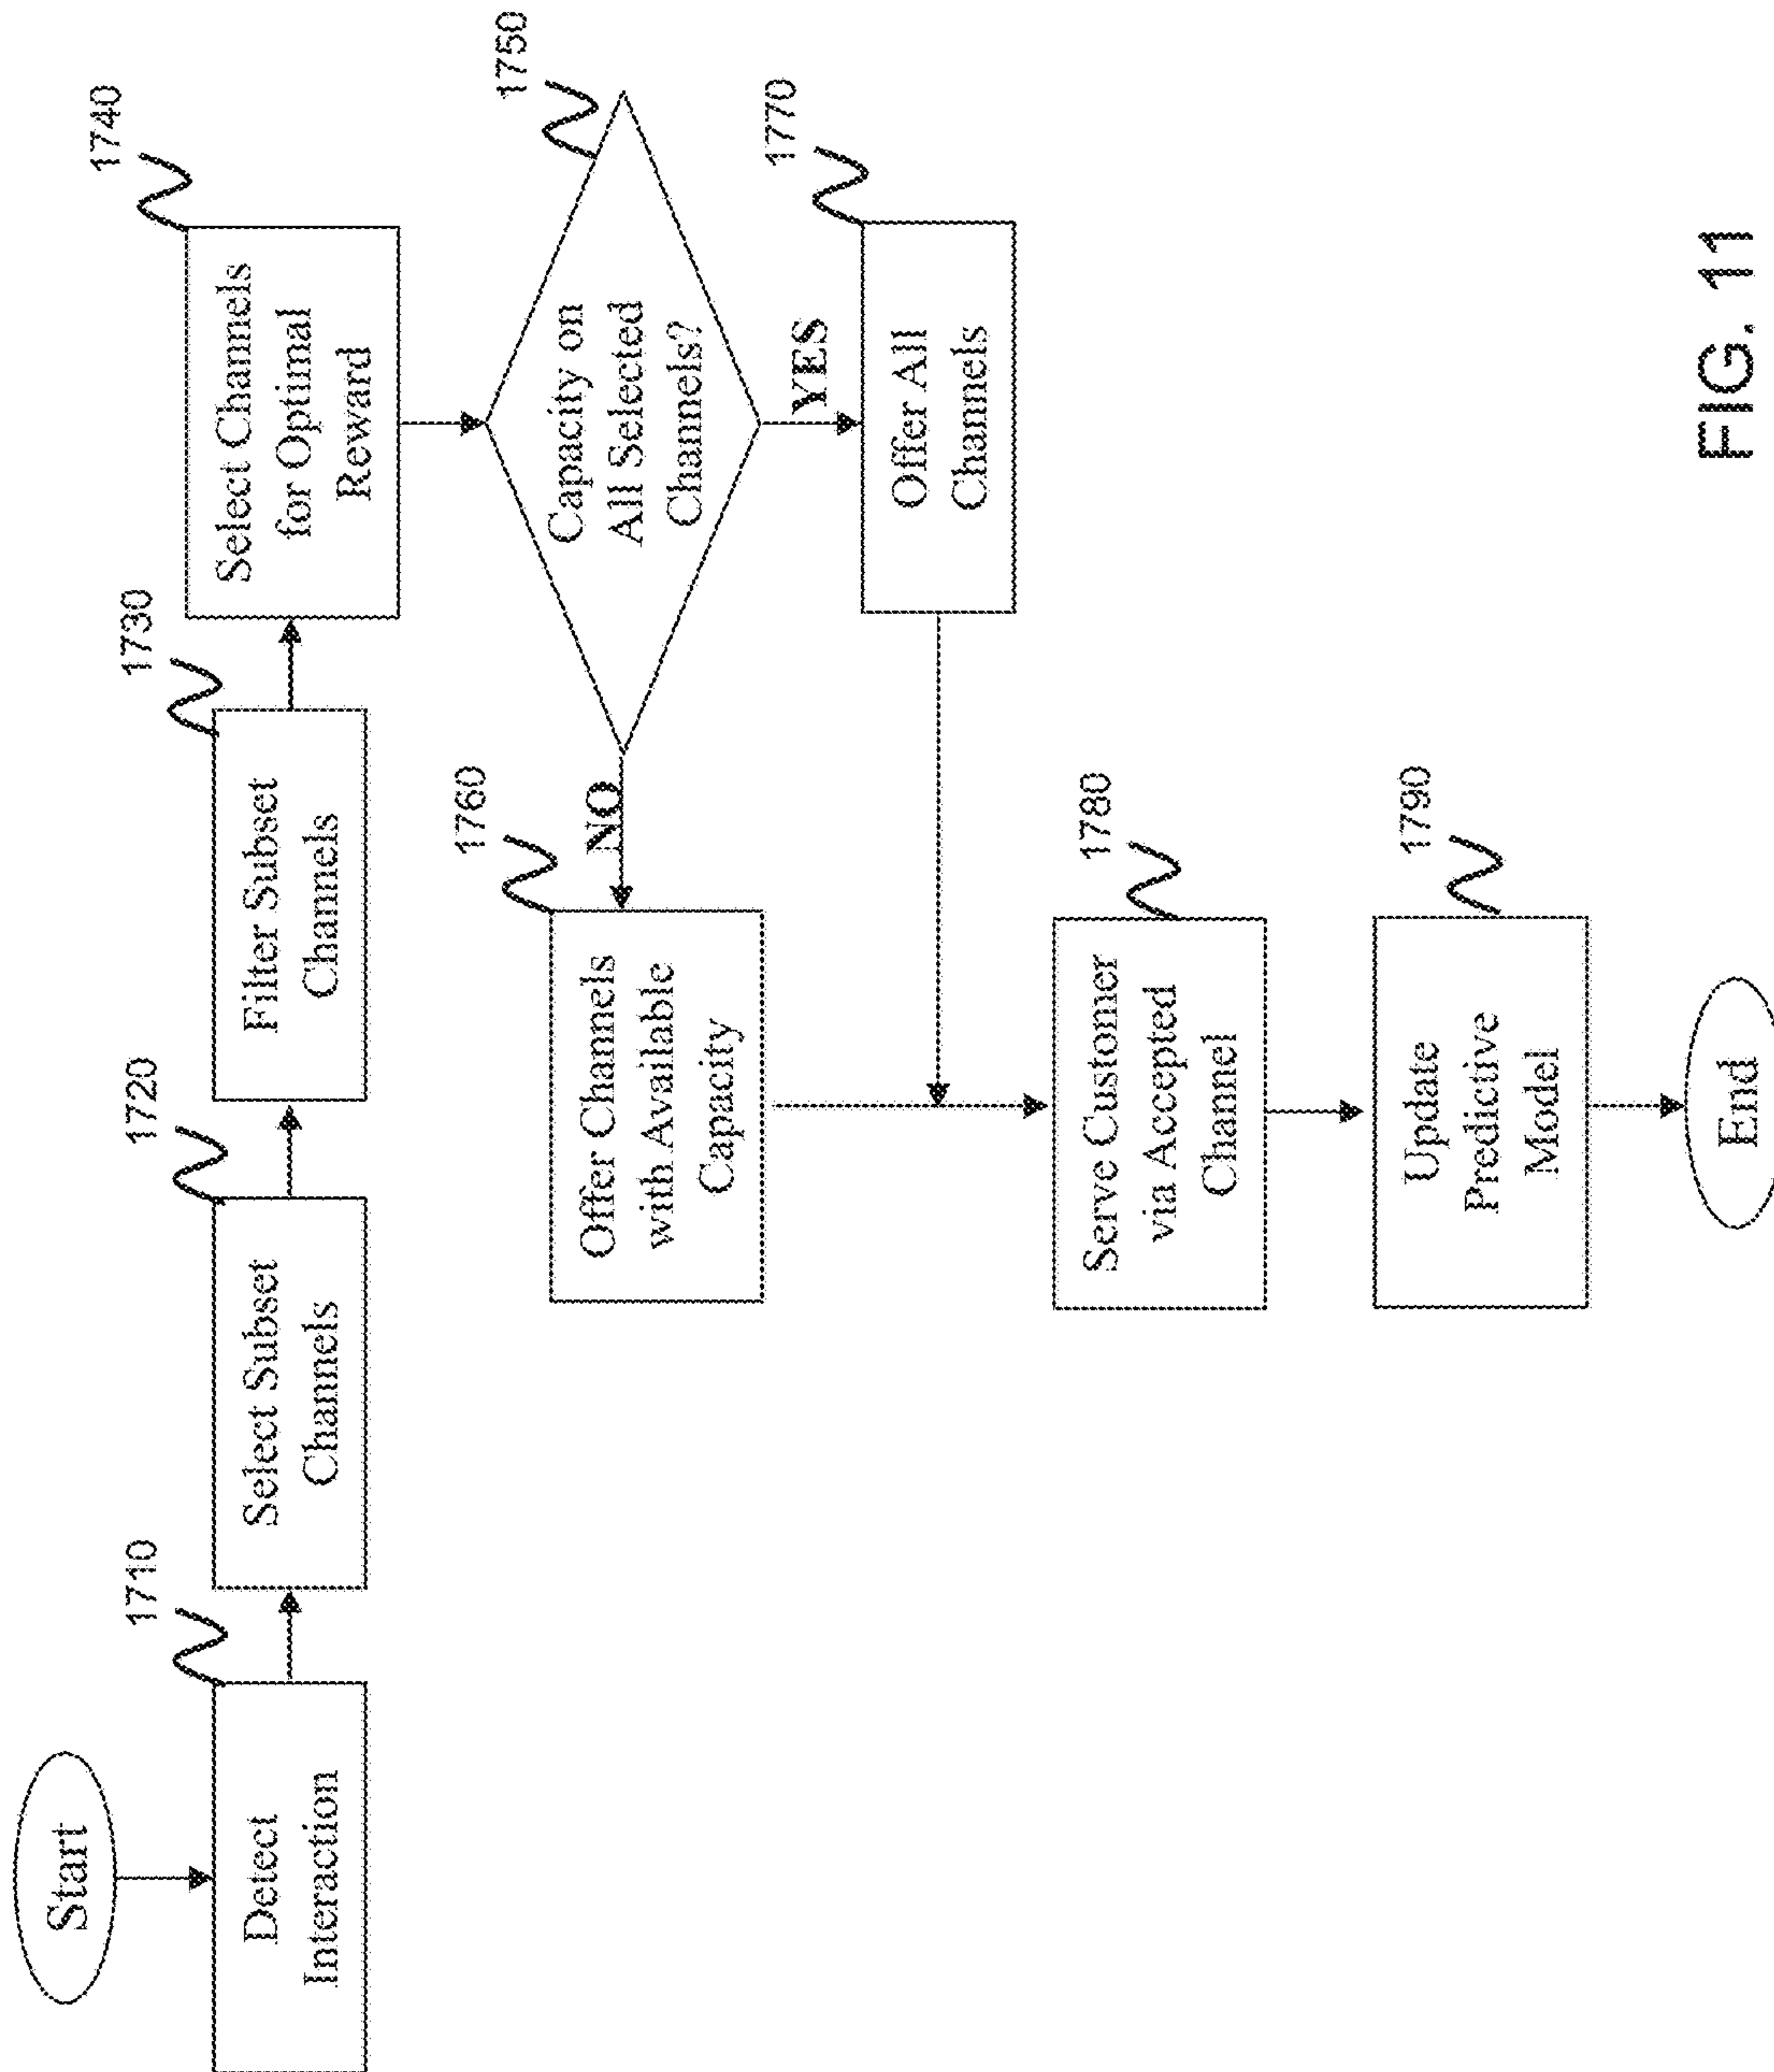 Start
1710
Detect
Interaction
1720
Select Subset
Channels
1730
Filter Subset
Channels
1740
Select Channels
for Optimal
Reward
1750
Capacity on
All Selected
Channels?
NO
YES
1760
Offer Channels
with Available
Capacity
1770
Offer All
Channels
1780
Serve Customer
via Accepted
Channel
1790
Update
Predictive
Model
End
FIG. 11